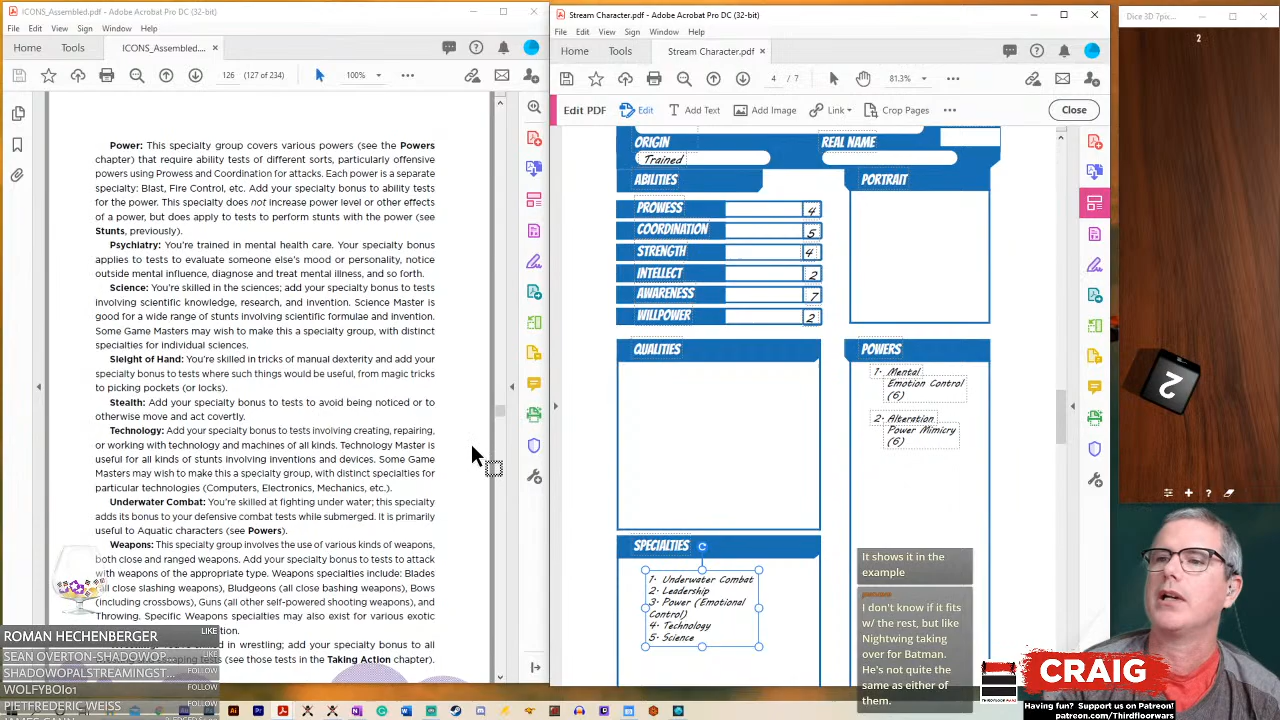 ICONS_Assembled.pdf - Adobe Acrobat Pro DC (32-bit)
File Edit View Sign Window Help
Home Tools ICONS_Assembled.... ×
126 (127 of 234) 100%
Power: This specialty group covers various powers (see the Powers
chapter) that require ability tests of different sorts, particularly offensive
powers using Prowess and Coordination for attacks. Each power is a separate
specialty: Blast, Fire Control, etc. Add your specialty bonus to ability tests
for the power. This specialty does not increase power level or other effects
of a power, but does apply to tests to perform stunts with the power (see
Stunts, previously).
Psychiatry: You're trained in mental health care. Your specialty bonus
applies to tests to evaluate someone else's mood or personality, notice
outside mental influence, diagnose and treat mental illness, and so forth.
Science: You're skilled in the sciences; add your specialty bonus to tests
involving scientific knowledge, research, and invention. Science Master is
good for a wide range of stunts involving scientific formulae and invention.
Some Game Masters may wish to make this a specialty group, with distinct
specialties for individual sciences.
Sleight of Hand: You're skilled in tricks of manual dexterity and add your
specialty bonus to tests where such things would be useful, from magic tricks
to picking pockets (or locks).
Stealth: Add your specialty bonus to tests to avoid being noticed or to
otherwise move and act covertly.
Technology: Add your specialty bonus to tests involving creating, repairing,
or working with technology and machines of all kinds. Technology Master is
useful for all kinds of stunts involving inventions and devices. Some Game
Masters may wish to make this a specialty group, with distinct specialties for
particular technologies (Computers, Electronics, Mechanics, etc.).
Underwater Combat: You're skilled at fighting under water; this specialty
adds its bonus to your defensive combat tests while submerged. It is primarily
useful to Aquatic characters (see Powers).
Weapons: This specialty group involves the use of various kinds of weapons,
both close and ranged weapons. Add your specialty bonus to tests to attack
with weapons of the appropriate type. Weapons specialties include: Blades
(all close slashing weapons), Bludgeons (all close bashing weapons), Bows
(including crossbows), Guns (all other self-powered shooting weapons), and
Throwing. Specific Weapons specialties may also exist for various exotic
in wrestling; add your specialty bonus to all
tests (see those tests in the Taking Action chapter).
ROMAN HECHENBERGER LIKE
SEAN OVERTON-SHADOWOP... LIKE
SHADOWOPALSTREAMINGST... FOLLOW
WOLFYBOI01 FOLLOW
PIETFREDERIC WEISS FOLLOW
FOLLOW
Stream Character.pdf - Adobe Acrobat Pro DC (32-bit)
File Edit View Sign Window Help
Home Tools Stream Character.pdf ×
4 / 7 81.3%
Edit PDF Edit Add Text Add Image Link Crop Pages Close
ORIGIN REAL NAME
Trained
ABILITIES PORTRAIT
PROWESS 4
COORDINATION 5
STRENGTH 4
INTELLECT 2
AWARENESS 7
WILLPOWER 2
QUALITIES POWERS
1. Mental
Emotion Control
(6)
2. Alteration
Power Mimicry
(6)
SPECIALTIES
1. Underwater Combat
2. Leadership
3. Power (Emotional
Control)
4. Technology
5. Science
It shows it in the
example
I don't know if it fits
w/ the rest, but like
Nightwing taking
over for Batman.
He's not quite the
same as either of
them.
Dice 3D 7pix...
2
2
CRAIG
Having fun? Support us on Patreon!
patreon.com/Thirdfloorwars